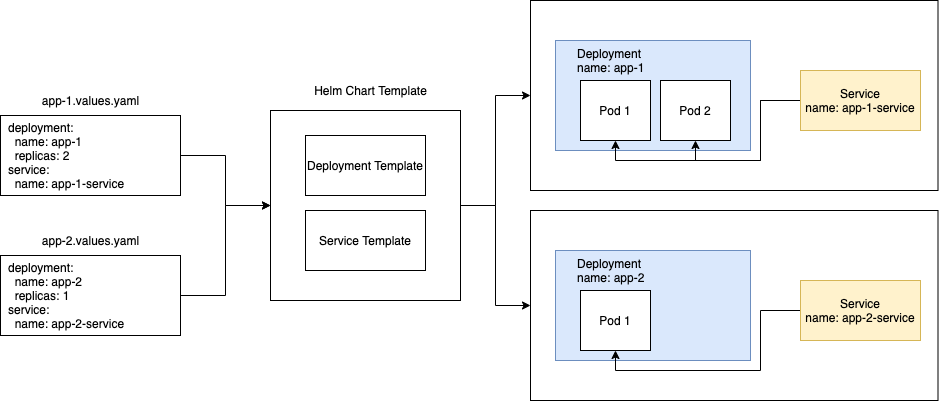 app-1.values.yaml
deployment:
  name: app-1
  replicas: 2
service:
  name: app-1-service
app-2.values.yaml
deployment:
  name: app-2
  replicas: 1
service:
  name: app-2-service
Helm Chart Template
Deployment Template
Service Template
Deployment
name: app-1
Pod 1
Pod 2
Service
name: app-1-service
Deployment
name: app-2
Pod 1
Service
name: app-2-service